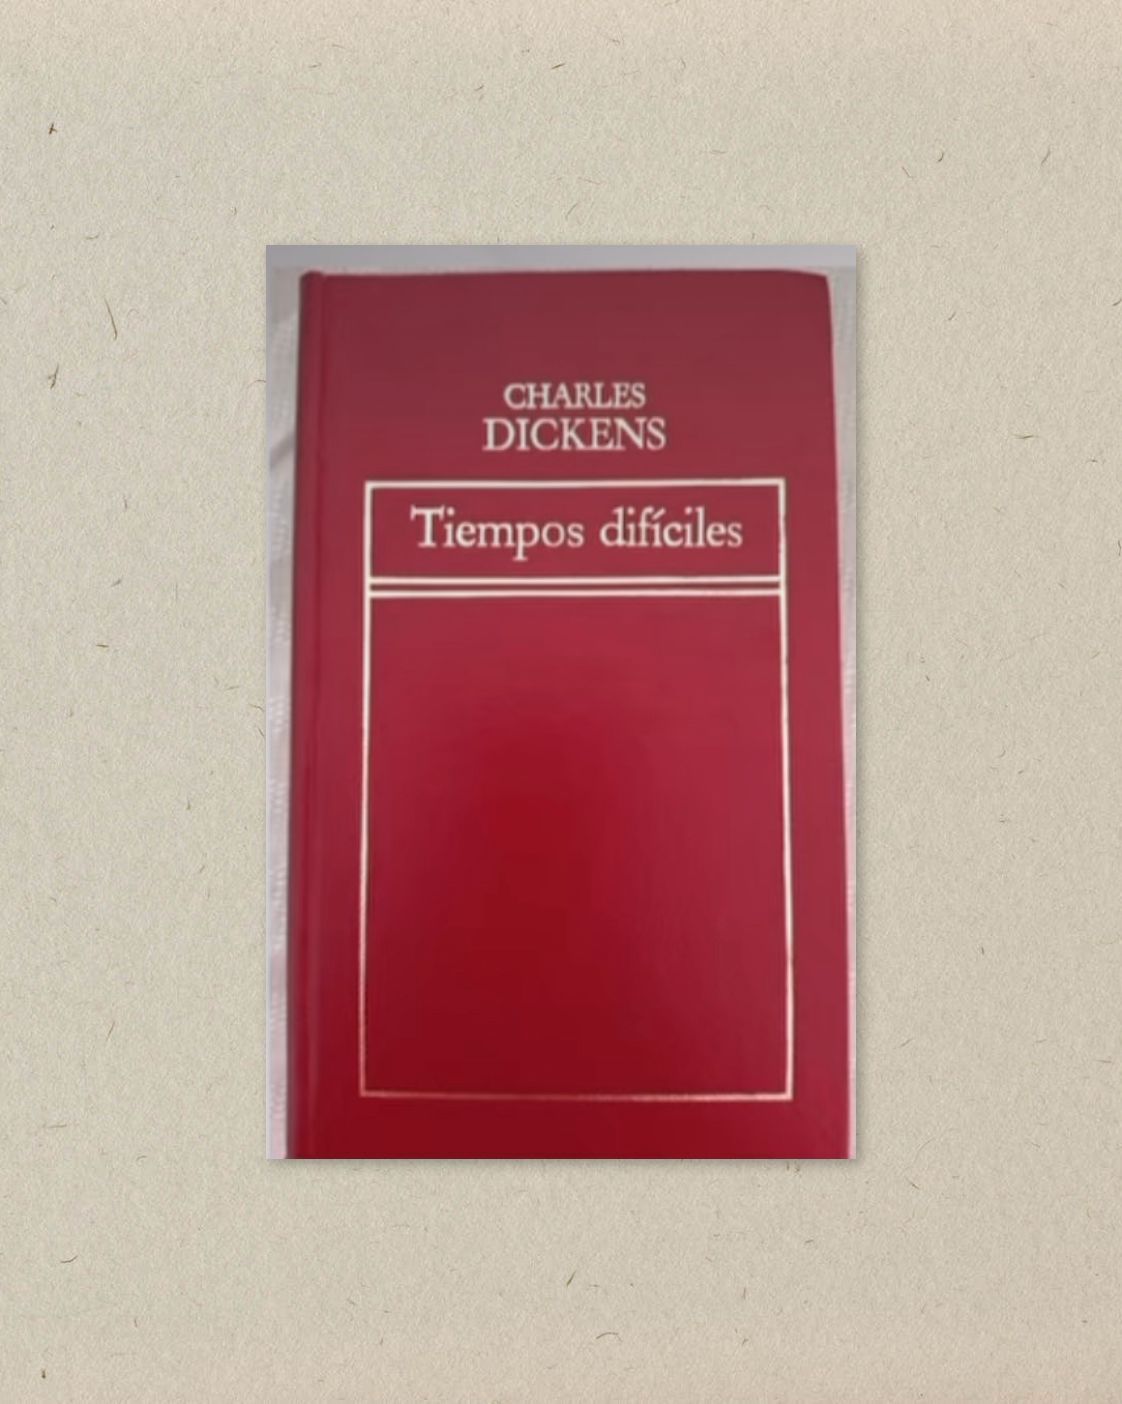 CHARLES
DICKENS
Tiempos difíciles